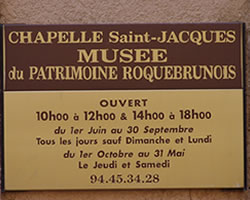 CHAPELLE Saint-JACQUES
MUSEE
du PATRIMOINE ROQUEBRUNOIS
OUVERT
10h00 à 12h00 & 14h00 à 18h00
du 1er Juin au 30 Septembre
Tous les jours sauf Dimanche et Lundi
du 1er Octobre au 31 Mai
Le Jeudi et Samedi
94.45.34.28